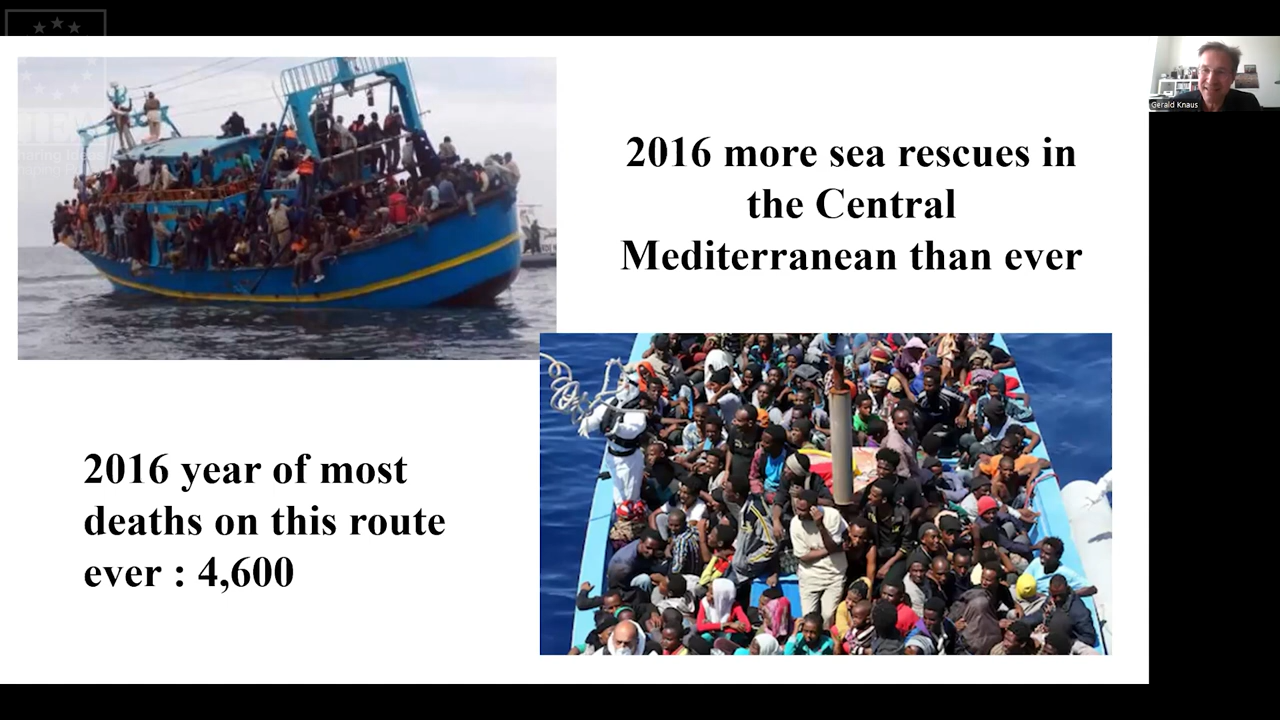 2016 more sea rescues in
the Central
Mediterranean than ever
2016 year of most
deaths on this route
ever : 4,600
Gerald Knaus